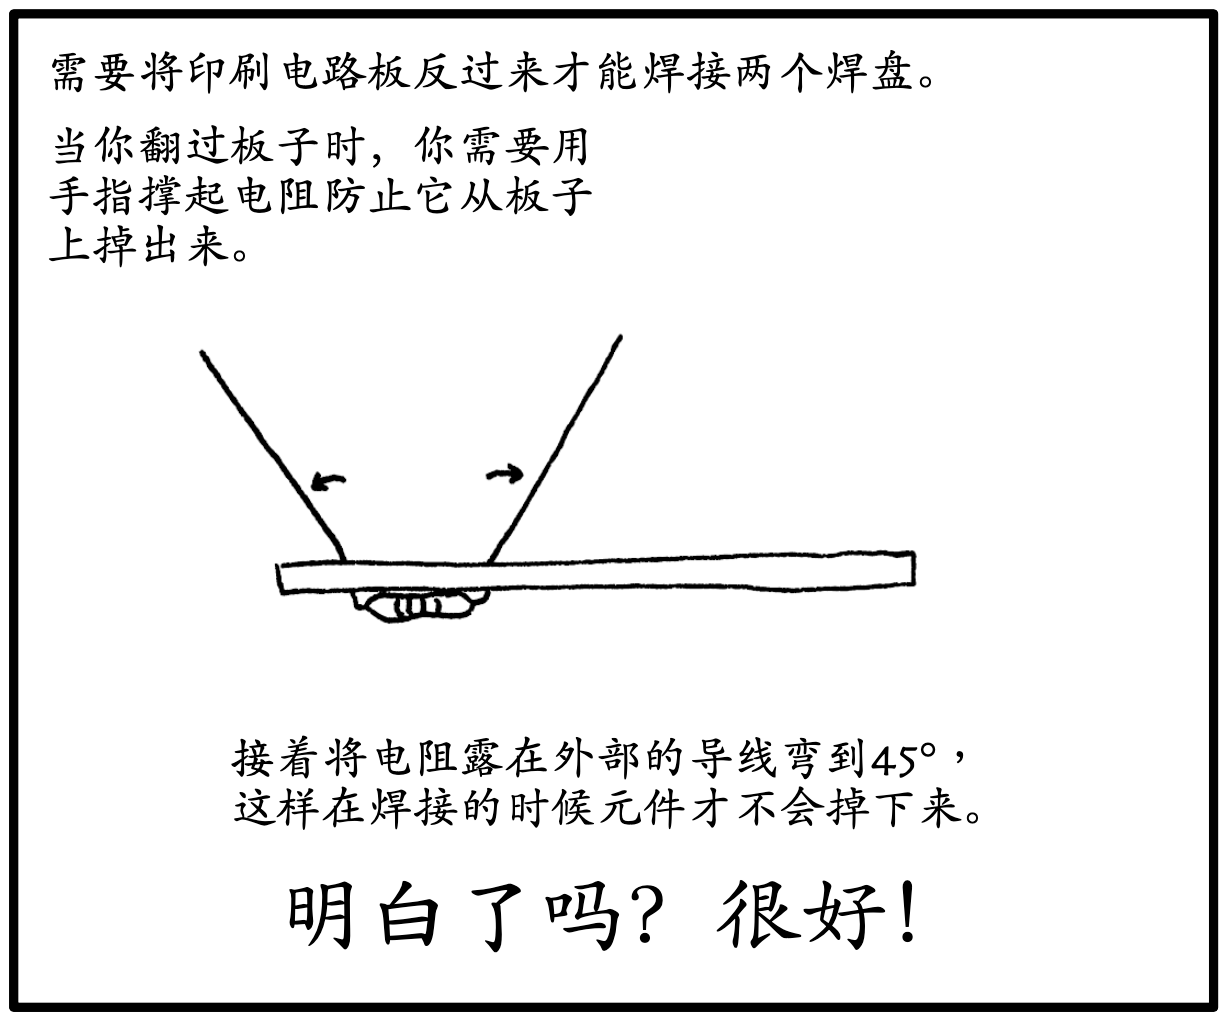 需要将印刷电路板反过来才能焊接两个焊盘。
当你翻过板子时，你需要用
手指撑起电阻防止它从板子
上掉出来。
接着将电阻露在外部的导线弯到45°，
这样在焊接的时候元件才不会掉下来。
明白了吗？很好！